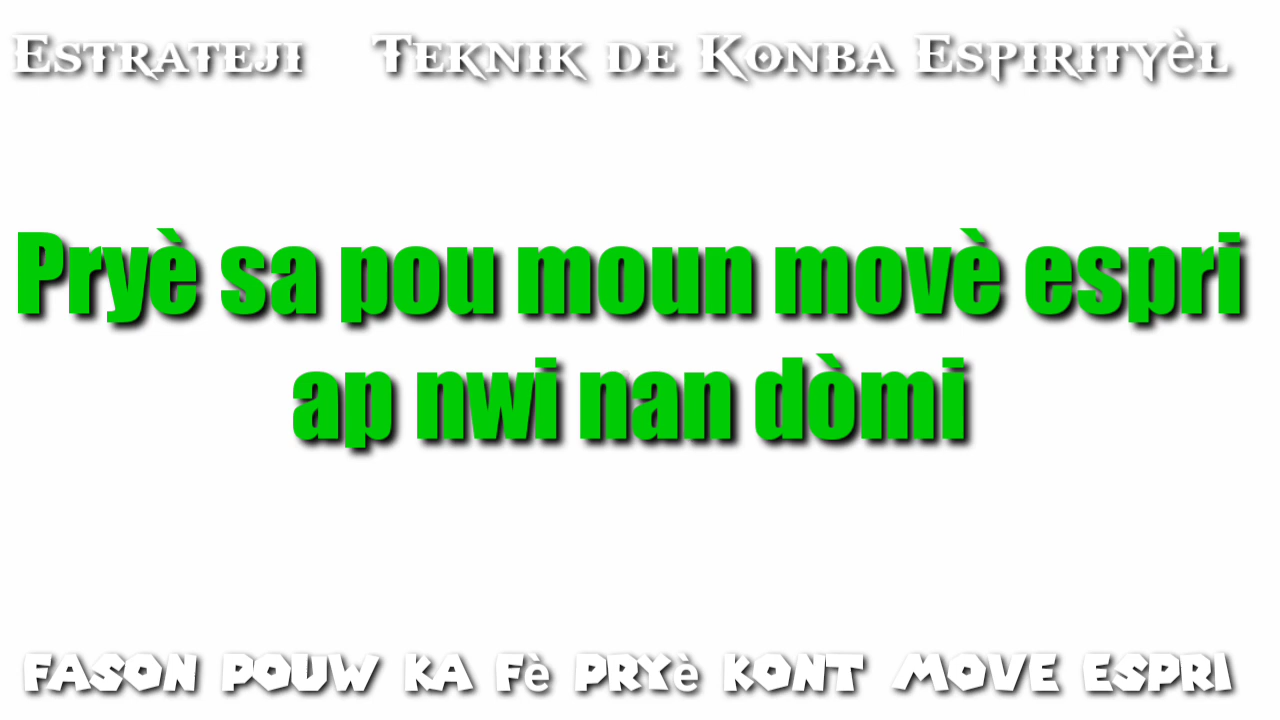 Estrateji Teknik de Konba Espirityèl
Pryè sa pou moun movè espri
ap nwi nan dòmi
FASON POUW KA Fè PRYè KONT MOVE ESPRI